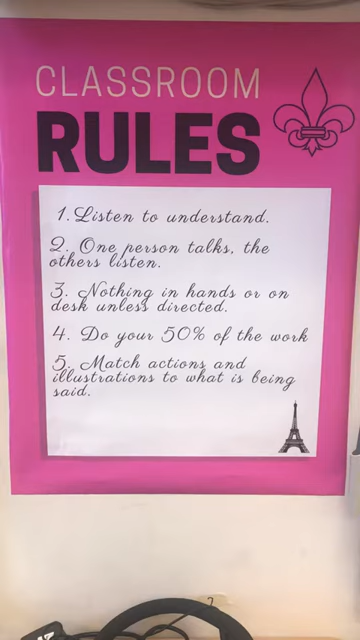 CLASSROOM
RULES
1. Listen to understand.
2. One person talks, the
others listen.
3. Nothing in hands or on
desk unless directed.
4. Do your 50% of the work
5. Match actions and
illustrations to what is being
said.